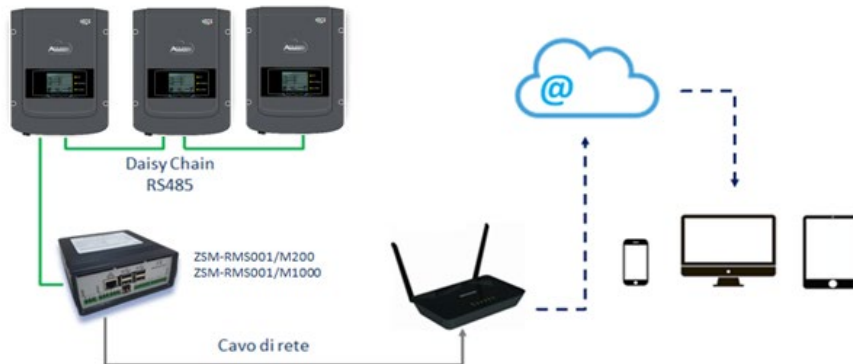 @
Daisy Chain
RS485
ZSM-RMS001/M200
ZSM-RMS001/M1000
Cavo di rete